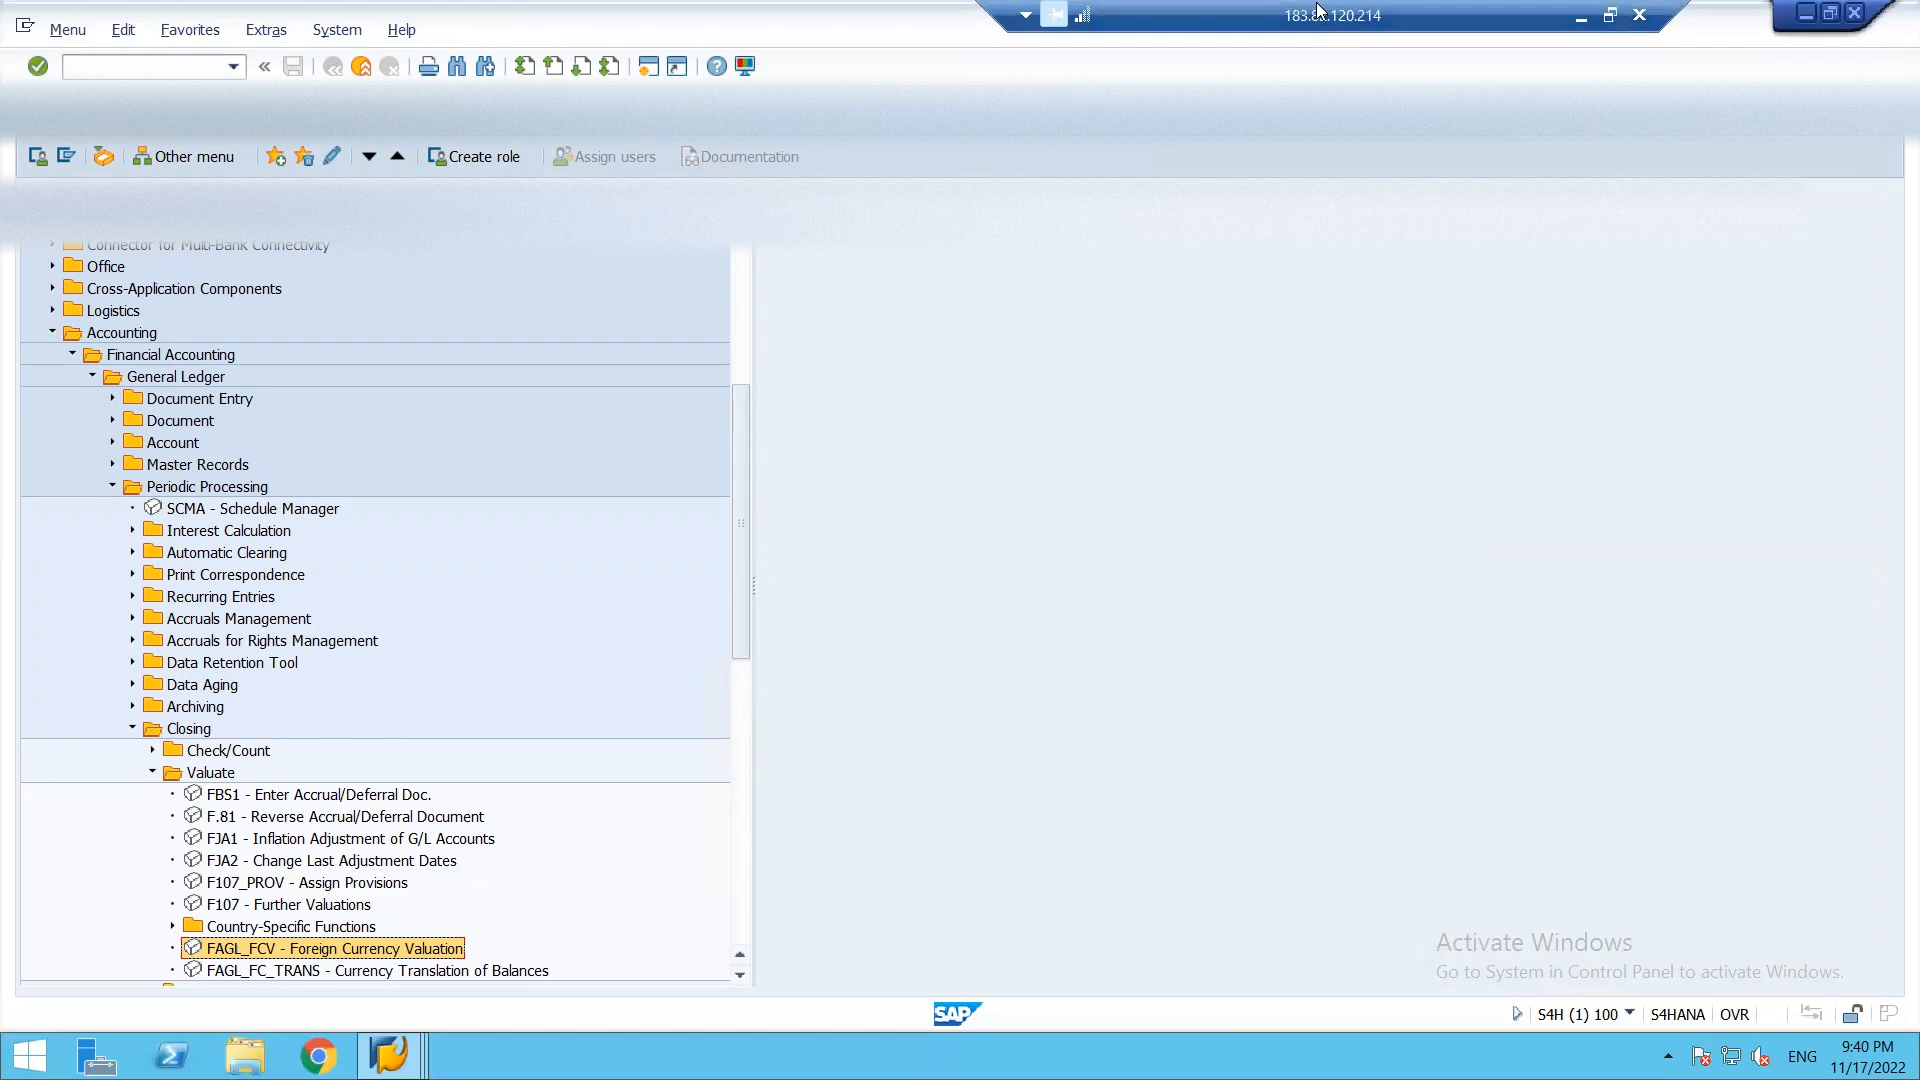 183.8 .120.214
Menu Edit Favorites Extras System Help
Other menu Create role Assign users Documentation
Connector for Multi-Bank Connectivity
Office
Cross-Application Components
Logistics
Accounting
Financial Accounting
General Ledger
Document Entry
Document
Account
Master Records
Periodic Processing
SCMA - Schedule Manager
Interest Calculation
Automatic Clearing
Print Correspondence
Recurring Entries
Accruals Management
Accruals for Rights Management
Data Retention Tool
Data Aging
Archiving
Closing
Check/Count
Valuate
FBS1 - Enter Accrual/Deferral Doc.
F.81 - Reverse Accrual/Deferral Document
FJA1 - Inflation Adjustment of G/L Accounts
FJA2 - Change Last Adjustment Dates
F107_PROV - Assign Provisions
F107 - Further Valuations
Country-Specific Functions
FAGL_FCV - Foreign Currency Valuation
FAGL_FC_TRANS - Currency Translation of Balances
Activate Windows
Go to System in Control Panel to activate Windows.
SAP
S4H (1) 100 S4HANA OVR
ENG
9:40 PM
11/17/2022